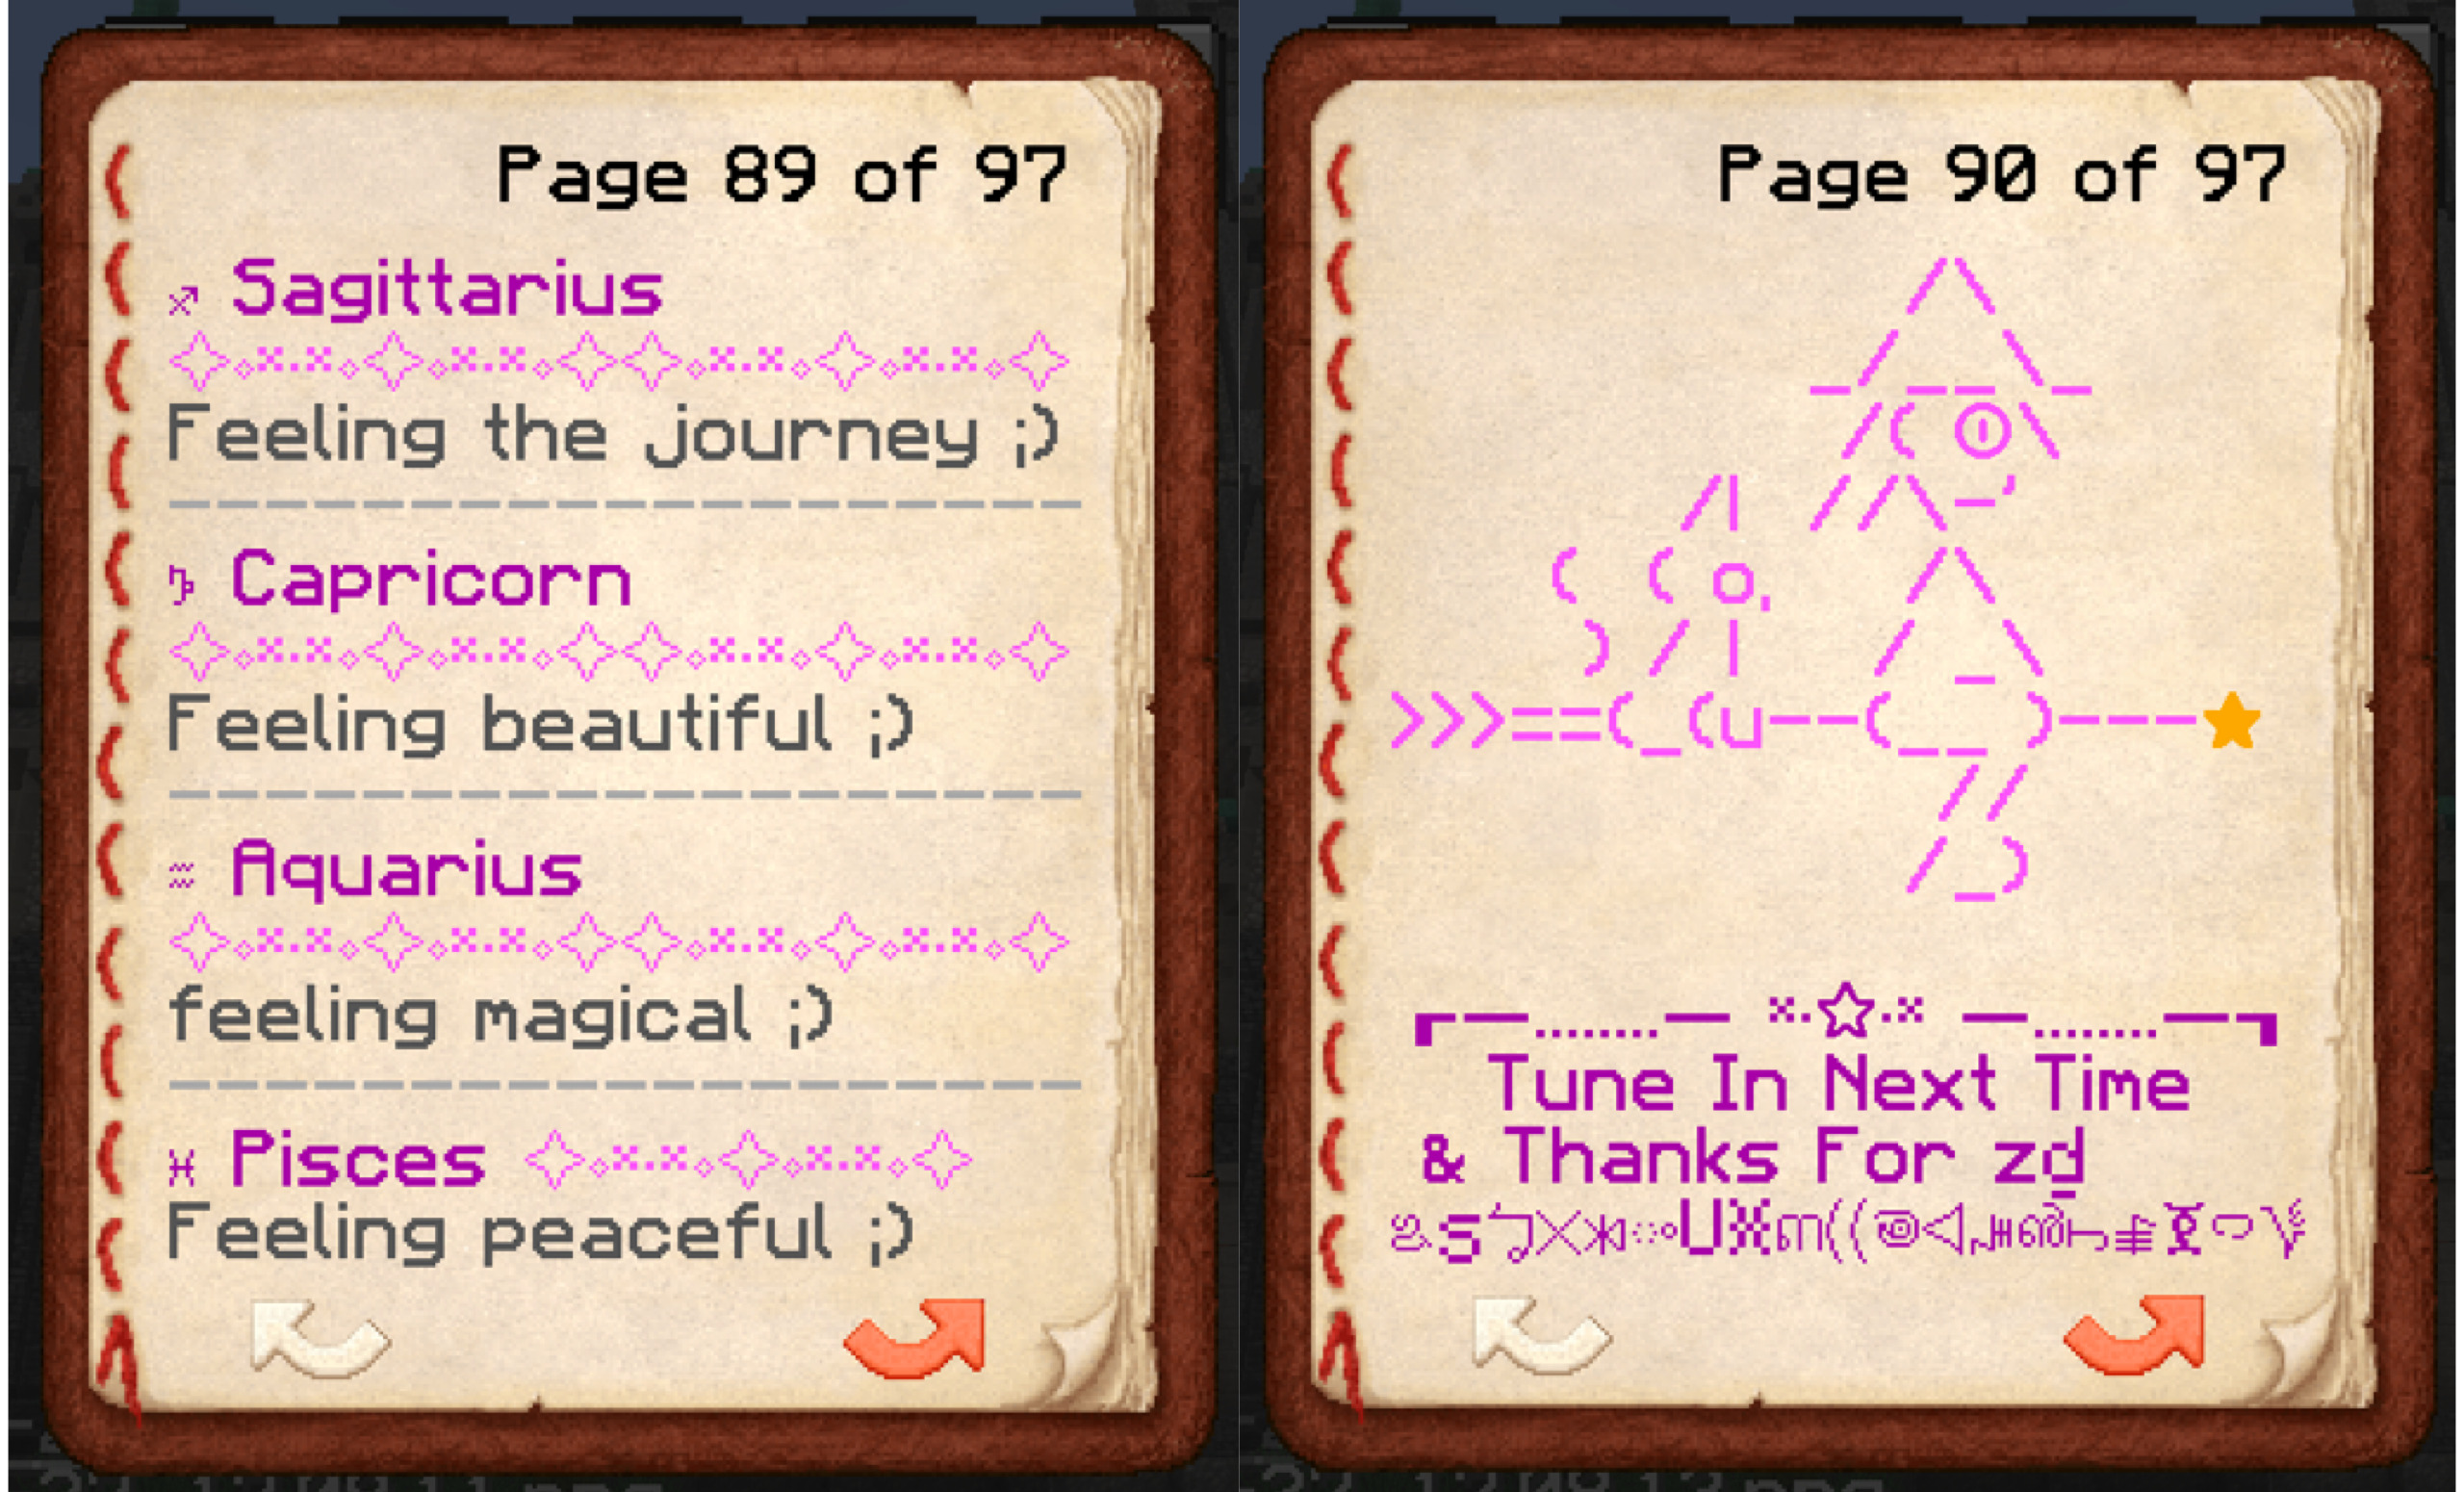 Page 89 of 97
♐ Sagittarius
Feeling the journey ;)
Capricorn
♑ Capricorn
Feeling beautiful ;)
♒ Aquarius
feeling magical ;)
♓ Pisces
Feeling peaceful ;)
Page 90 of 97
Tune In Next Time
& Thanks For